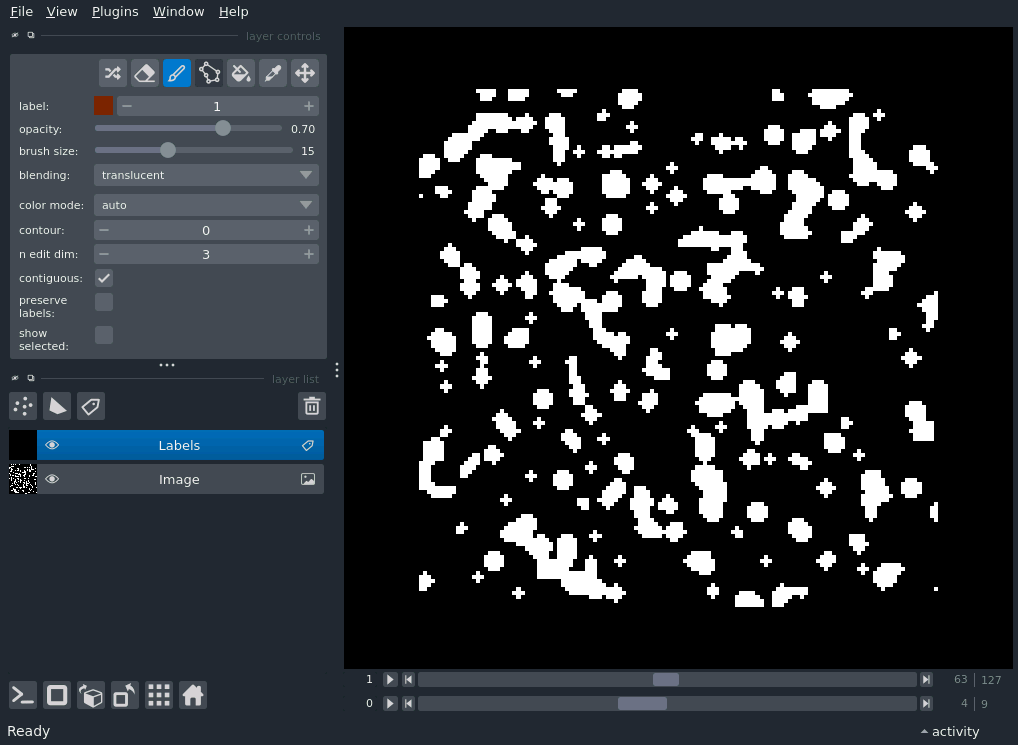 File View Plugins Window Help
layer controls
label: 1
opacity: 0.70
brush size: 15
blending: translucent
color mode: auto
contour: 0
n edit dim: 3
contiguous:
preserve
labels:
show
selected:
layer list
Labels
Image
1 63 127
0 4 9
Ready activity